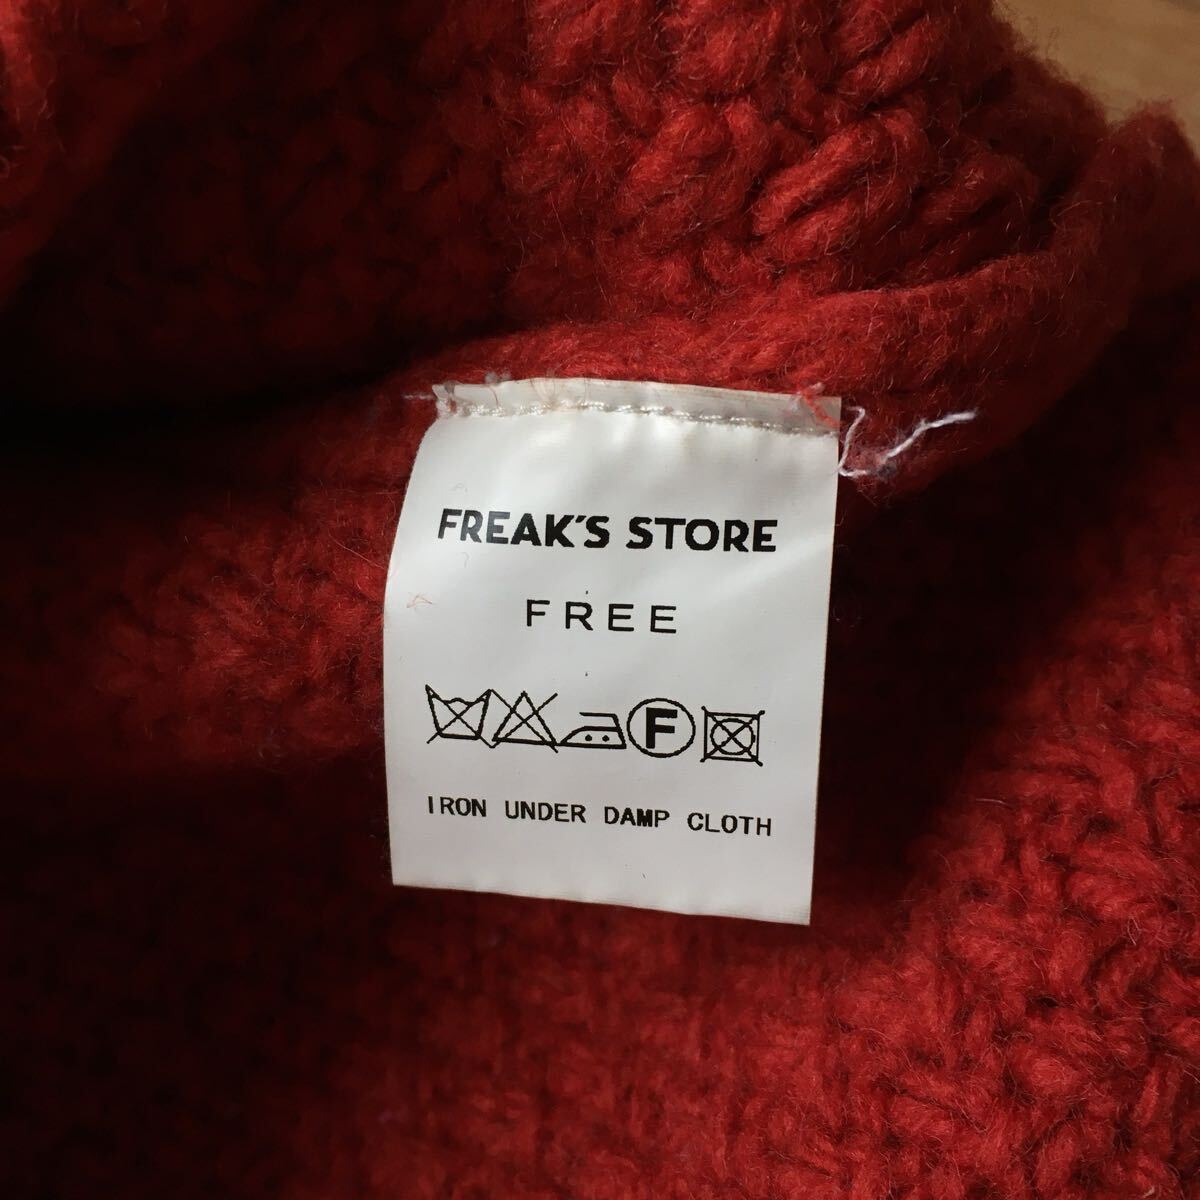 FREAK'S STORE
FREE
F
IRON UNDER DAMP CLOTH